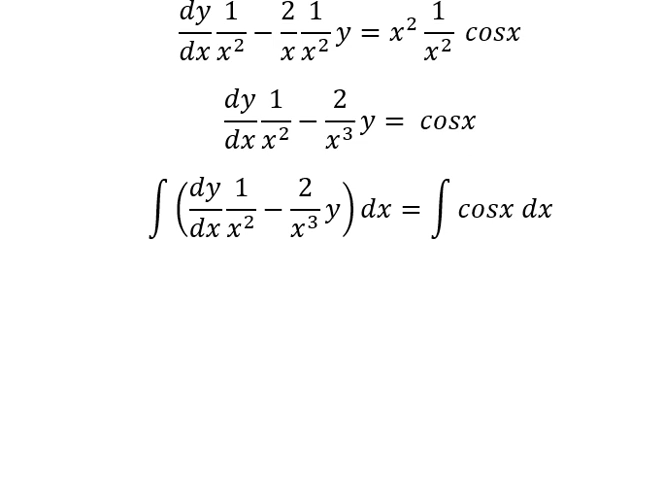 dy/dx 1/x² − 2/x 1/x² y = x² 1/x² cosx
dy/dx 1/x² − 2/x³ y = cosx
∫ (dy/dx 1/x² − 2/x³ y) dx = ∫ cosx dx